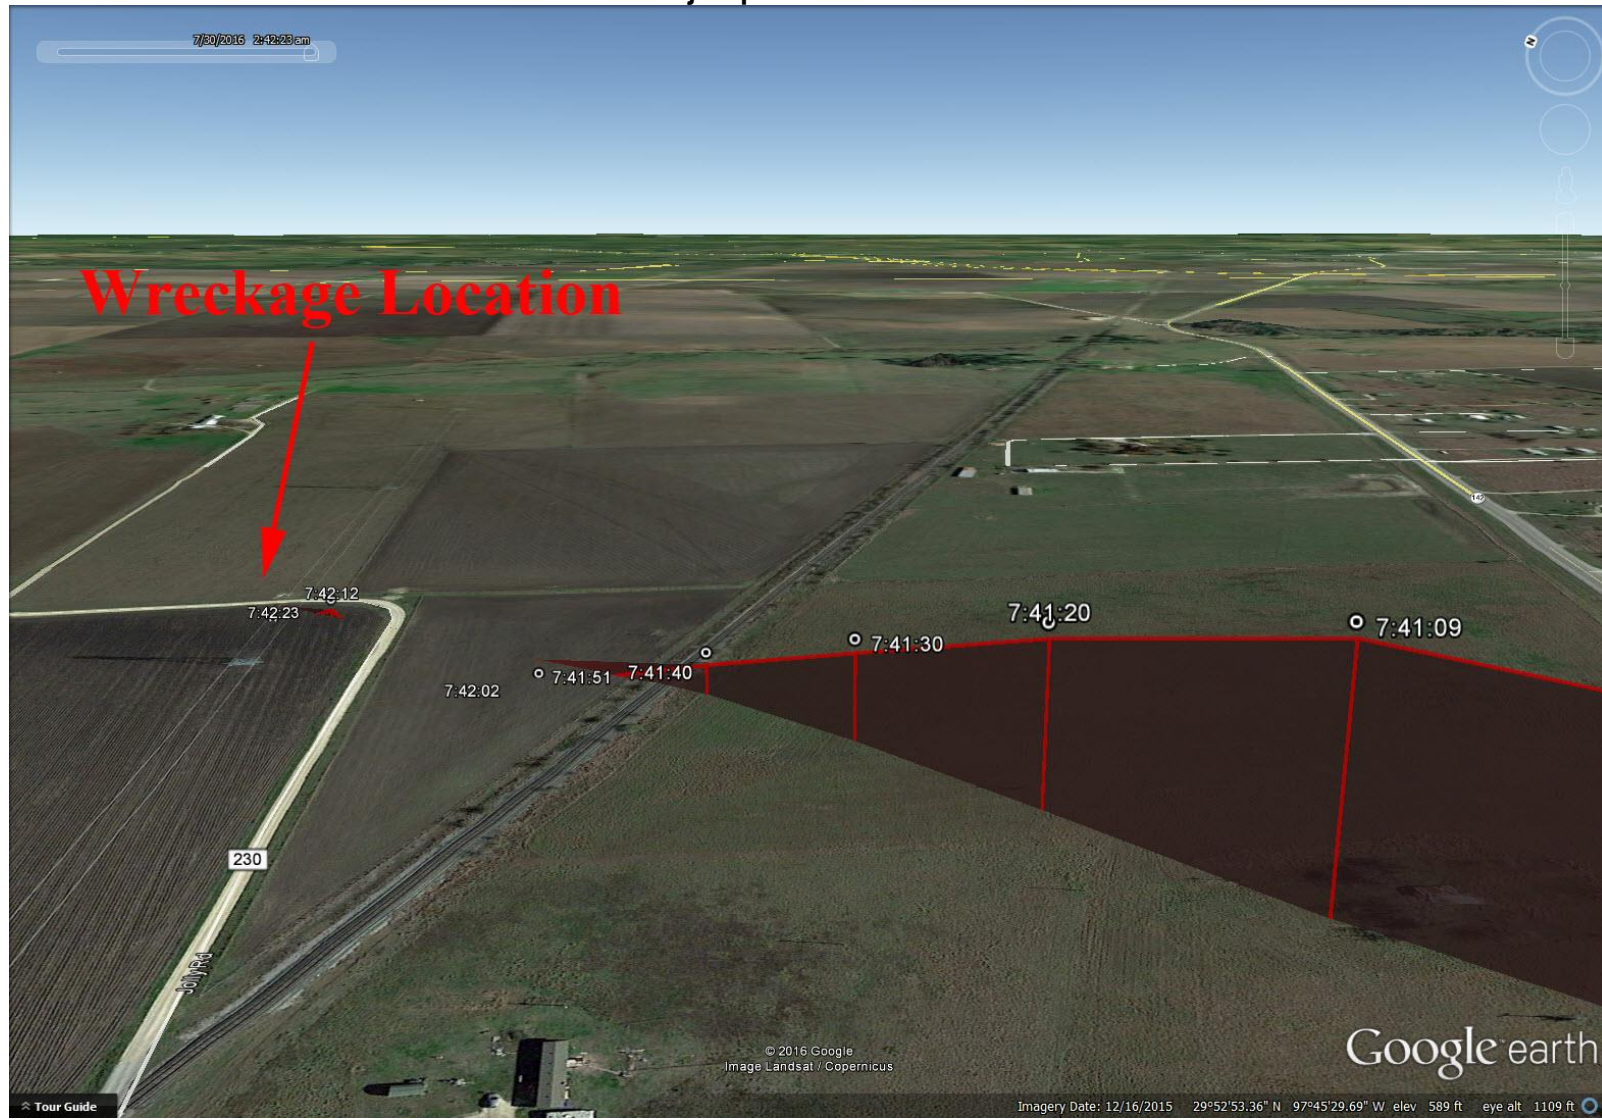 7/30/2016 2:42:23 am
N
Wreckage Location
7:42:12
7:42:23
7:41:20
7:41:09
7:41:30
7:41:40
7:41:51
7:42:02
142
230
Jolly Rd
Google earth
© 2016 Google
Image Landsat / Copernicus
Tour Guide
Imagery Date: 12/16/2015 29°52'53.36" N 97°45'29.69" W elev 589 ft eye alt 1109 ft